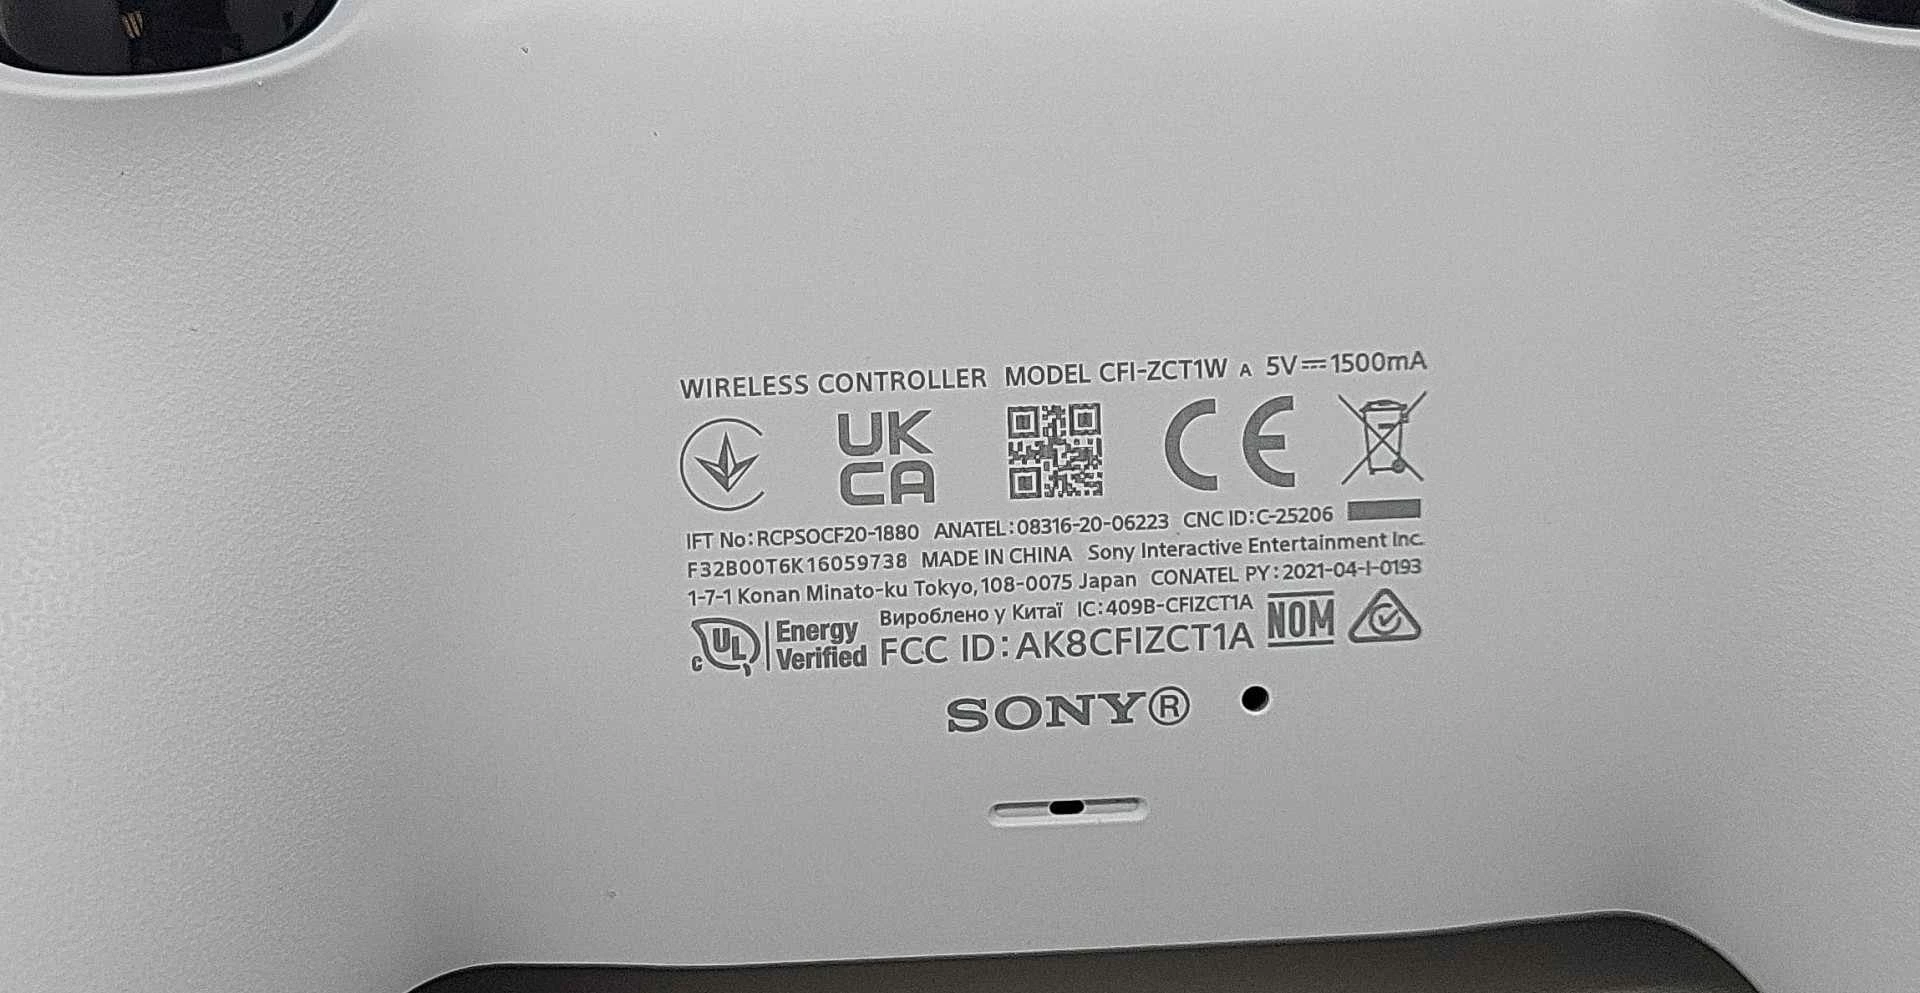 WIRELESS CONTROLLER MODEL CFI-ZCT1W A 5V⎓1500mA
UK
CA
CE
IFT No:RCPSOCF20-1880 ANATEL:08316-20-06223 CNC ID:C-25206
F32B00T6K16059738 MADE IN CHINA Sony Interactive Entertainment Inc.
1-7-1 Konan Minato-ku Tokyo,108-0075 Japan CONATEL PY:2021-04-I-0193
Вироблено у Китаї IC:409B-CFIZCT1A
c UL Energy Verified FCC ID:AK8CFIZCT1A NOM
SONY®